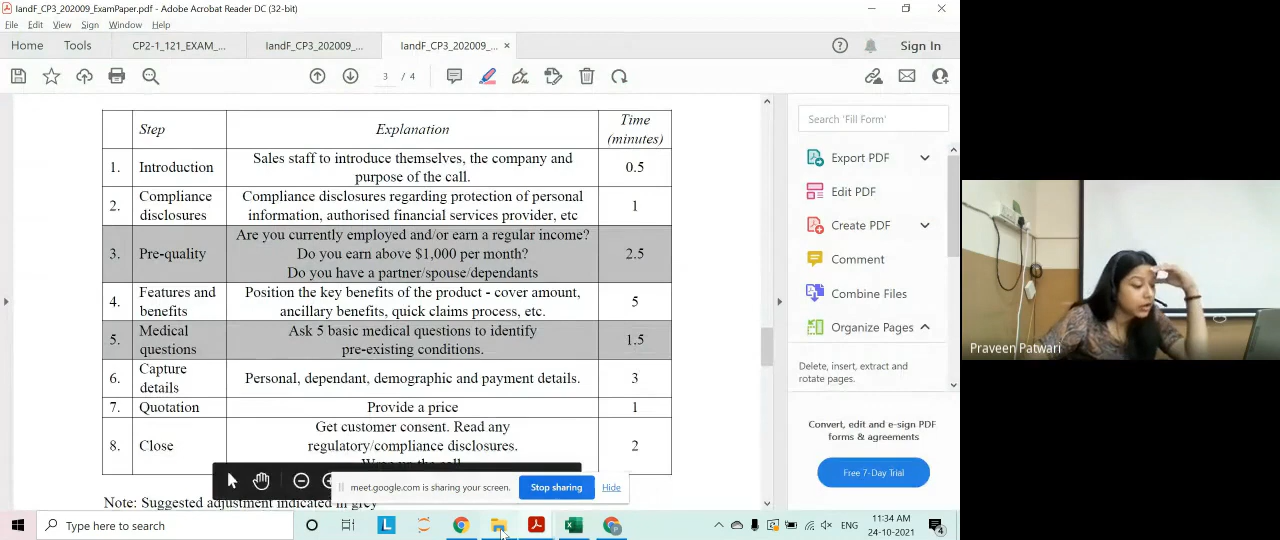 IandF_CP3_202009_ExamPaper.pdf - Adobe Acrobat Reader DC (32-bit)
File Edit View Sign Window Help
Home Tools CP2-1_121_EXAM_... IandF_CP3_202009_... IandF_CP3_202009_... × Sign In
3 / 4
Step Explanation Time (minutes)
1. Introduction Sales staff to introduce themselves, the company and purpose of the call. 0.5
2. Compliance disclosures Compliance disclosures regarding protection of personal information, authorised financial services provider, etc 1
3. Pre-quality Are you currently employed and/or earn a regular income?
Do you earn above $1,000 per month?
Do you have a partner/spouse/dependants 2.5
4. Features and benefits Position the key benefits of the product - cover amount, ancillary benefits, quick claims process, etc. 5
5. Medical questions Ask 5 basic medical questions to identify pre-existing conditions. 1.5
6. Capture details Personal, dependant, demographic and payment details. 3
7. Quotation Provide a price 1
8. Close Get customer consent. Read any regulatory/compliance disclosures. 2
Note: Suggested adjustment indicated in grey
meet.google.com is sharing your screen. Stop sharing Hide
Search 'Fill Form'
Export PDF
Edit PDF
Create PDF
Comment
Combine Files
Organize Pages
Delete, insert, extract and
rotate pages.
Convert, edit and e-sign PDF
forms & agreements
Free 7-Day Trial
Praveen Patwari
Type here to search
L
ENG
11:34 AM
24-10-2021
4